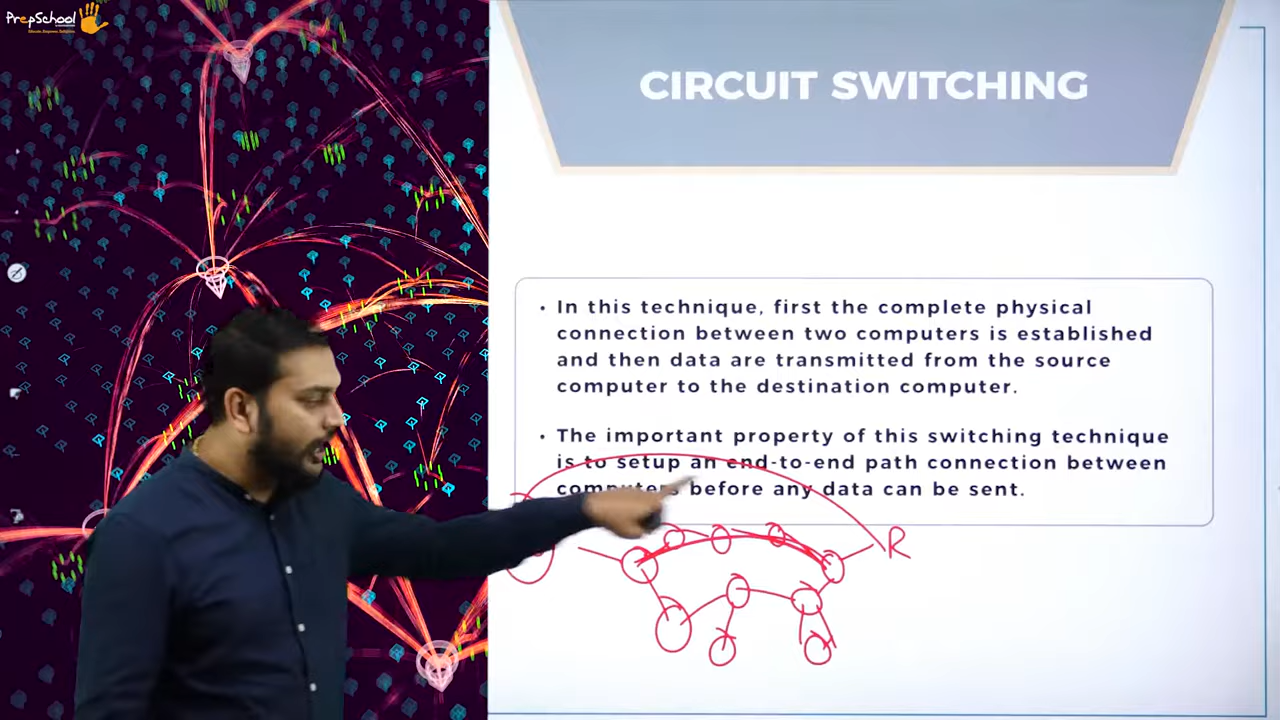 PrepSchool
CIRCUIT SWITCHING
• In this technique, first the complete physical
connection between two computers is established
and then data are transmitted from the source
computer to the destination computer.
• The important property of this switching technique
is to setup an end-to-end path connection between
computers before any data can be sent.
R